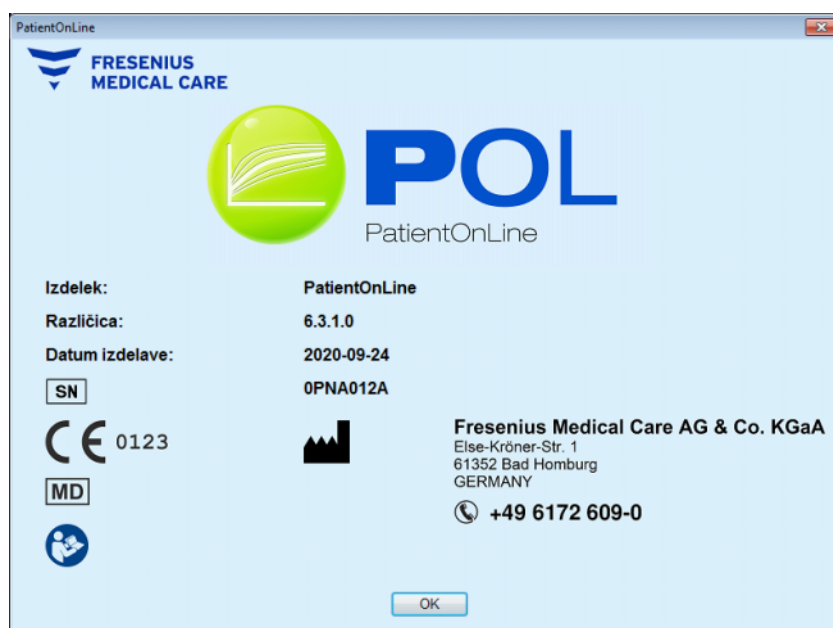 PatientOnLine
FRESENIUS
MEDICAL CARE
POL
PatientOnLine
Izdelek: PatientOnLine
Različica: 6.3.1.0
Datum izdelave: 2020-09-24
SN 0PNA012A
CE 0123
MD
Fresenius Medical Care AG & Co. KGaA
Else-Kröner-Str. 1
61352 Bad Homburg
GERMANY
+49 6172 609-0
OK